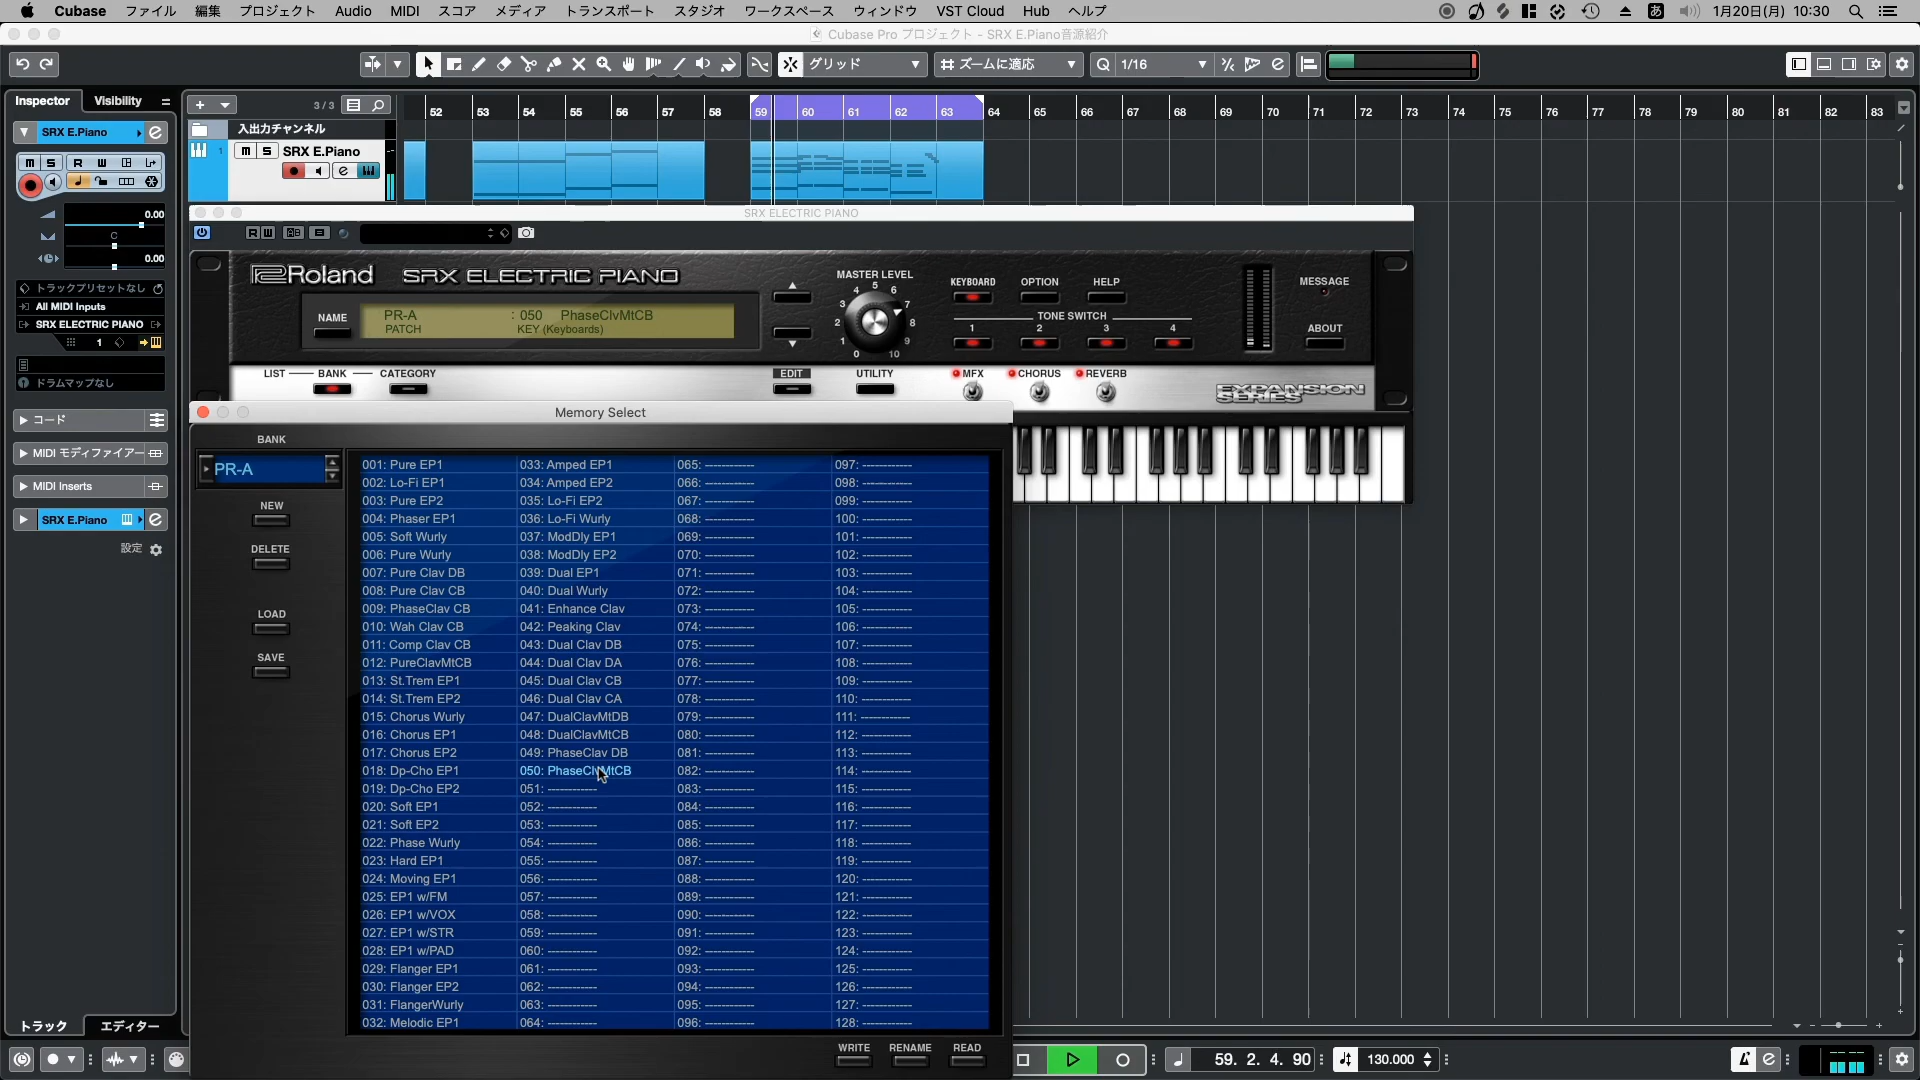 Cubase ファイル 編集 プロジェクト Audio MIDI スコア メディア トランスポート スタジオ ワークスペース ウィンドウ VST Cloud Hub ヘルプ あ 1月20日(月) 10:30
Cubase Pro プロジェクト - SRX E.Piano音源紹介
グリッド ズームに適応 Q 1/16
Inspector Visibility
3 / 3
52 53 54 55 56 57 58 59 60 61 62 63 64 65 66 67 68 69 70 71 72 73 74 75 76 77 78 79 80 81 82 83
入出力チャンネル
SRX E.Piano
1 m S SRX E.Piano
m S R W
0.00
C
0.00
トラックプリセットなし
All MIDI Inputs
SRX ELECTRIC PIANO
1
ドラムマップなし
コード
MIDI モディファイアー
MIDI Inserts
SRX E.Piano
設定
トラック エディター
SRX ELECTRIC PIANO
R W AB
Roland SRX ELECTRIC PIANO
NAME
PR-A : 050 PhaseClvMtCB
PATCH KEY (Keyboards)
MASTER LEVEL
0 1 2 3 4 5 6 7 8 9 10
KEYBOARD OPTION HELP
TONE SWITCH
1 2 3 4
MESSAGE
ABOUT
LIST BANK CATEGORY
EDIT UTILITY
MFX CHORUS REVERB
EXPANSION SERIES
Memory Select
BANK
PR-A
NEW
DELETE
LOAD
SAVE
001: Pure EP1 033: Amped EP1 065: ------------ 097: ------------
002: Lo-Fi EP1 034: Amped EP2 066: ------------ 098: ------------
003: Pure EP2 035: Lo-Fi EP2 067: ------------ 099: ------------
004: Phaser EP1 036: Lo-Fi Wurly 068: ------------ 100: ------------
005: Soft Wurly 037: ModDly EP1 069: ------------ 101: ------------
006: Pure Wurly 038: ModDly EP2 070: ------------ 102: ------------
007: Pure Clav DB 039: Dual EP1 071: ------------ 103: ------------
008: Pure Clav CB 040: Dual Wurly 072: ------------ 104: ------------
009: PhaseClav CB 041: Enhance Clav 073: ------------ 105: ------------
010: Wah Clav CB 042: Peaking Clav 074: ------------ 106: ------------
011: Comp Clav CB 043: Dual Clav DB 075: ------------ 107: ------------
012: PureClavMtCB 044: Dual Clav DA 076: ------------ 108: ------------
013: St.Trem EP1 045: Dual Clav CB 077: ------------ 109: ------------
014: St.Trem EP2 046: Dual Clav CA 078: ------------ 110: ------------
015: Chorus Wurly 047: DualClavMtDB 079: ------------ 111: ------------
016: Chorus EP1 048: DualClavMtCB 080: ------------ 112: ------------
017: Chorus EP2 049: PhaseClav DB 081: ------------ 113: ------------
018: Dp-Cho EP1 050: PhaseClvMtCB 082: ------------ 114: ------------
019: Dp-Cho EP2 051: ------------ 083: ------------ 115: ------------
020: Soft EP1 052: ------------ 084: ------------ 116: ------------
021: Soft EP2 053: ------------ 085: ------------ 117: ------------
022: Phase Wurly 054: ------------ 086: ------------ 118: ------------
023: Hard EP1 055: ------------ 087: ------------ 119: ------------
024: Moving EP1 056: ------------ 088: ------------ 120: ------------
025: EP1 w/FM 057: ------------ 089: ------------ 121: ------------
026: EP1 w/VOX 058: ------------ 090: ------------ 122: ------------
027: EP1 w/STR 059: ------------ 091: ------------ 123: ------------
028: EP1 w/PAD 060: ------------ 092: ------------ 124: ------------
029: Flanger EP1 061: ------------ 093: ------------ 125: ------------
030: Flanger EP2 062: ------------ 094: ------------ 126: ------------
031: FlangerWurly 063: ------------ 095: ------------ 127: ------------
032: Melodic EP1 064: ------------ 096: ------------ 128: ------------
WRITE RENAME READ
59. 2. 4. 90 130.000